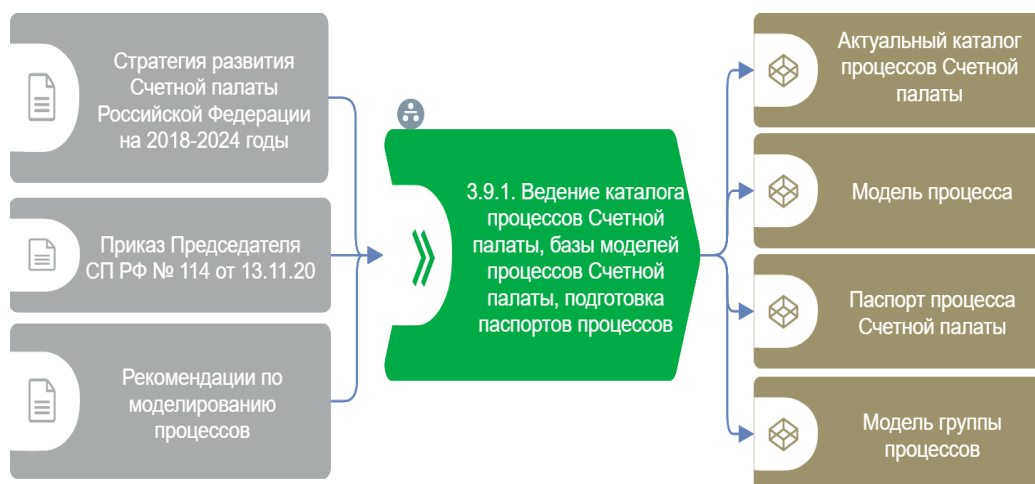 Стратегия развития
Счетной палаты
Российской Федерации
на 2018-2024 годы
Приказ Председателя
СП РФ № 114 от 13.11.20
Рекомендации по
моделированию
процессов
3.9.1. Ведение каталога
процессов Счетной
палаты, базы моделей
процессов Счетной
палаты, подготовка
паспортов процессов
Актуальный каталог
процессов Счетной
палаты
Модель процесса
Паспорт процесса
Счетной палаты
Модель группы
процессов